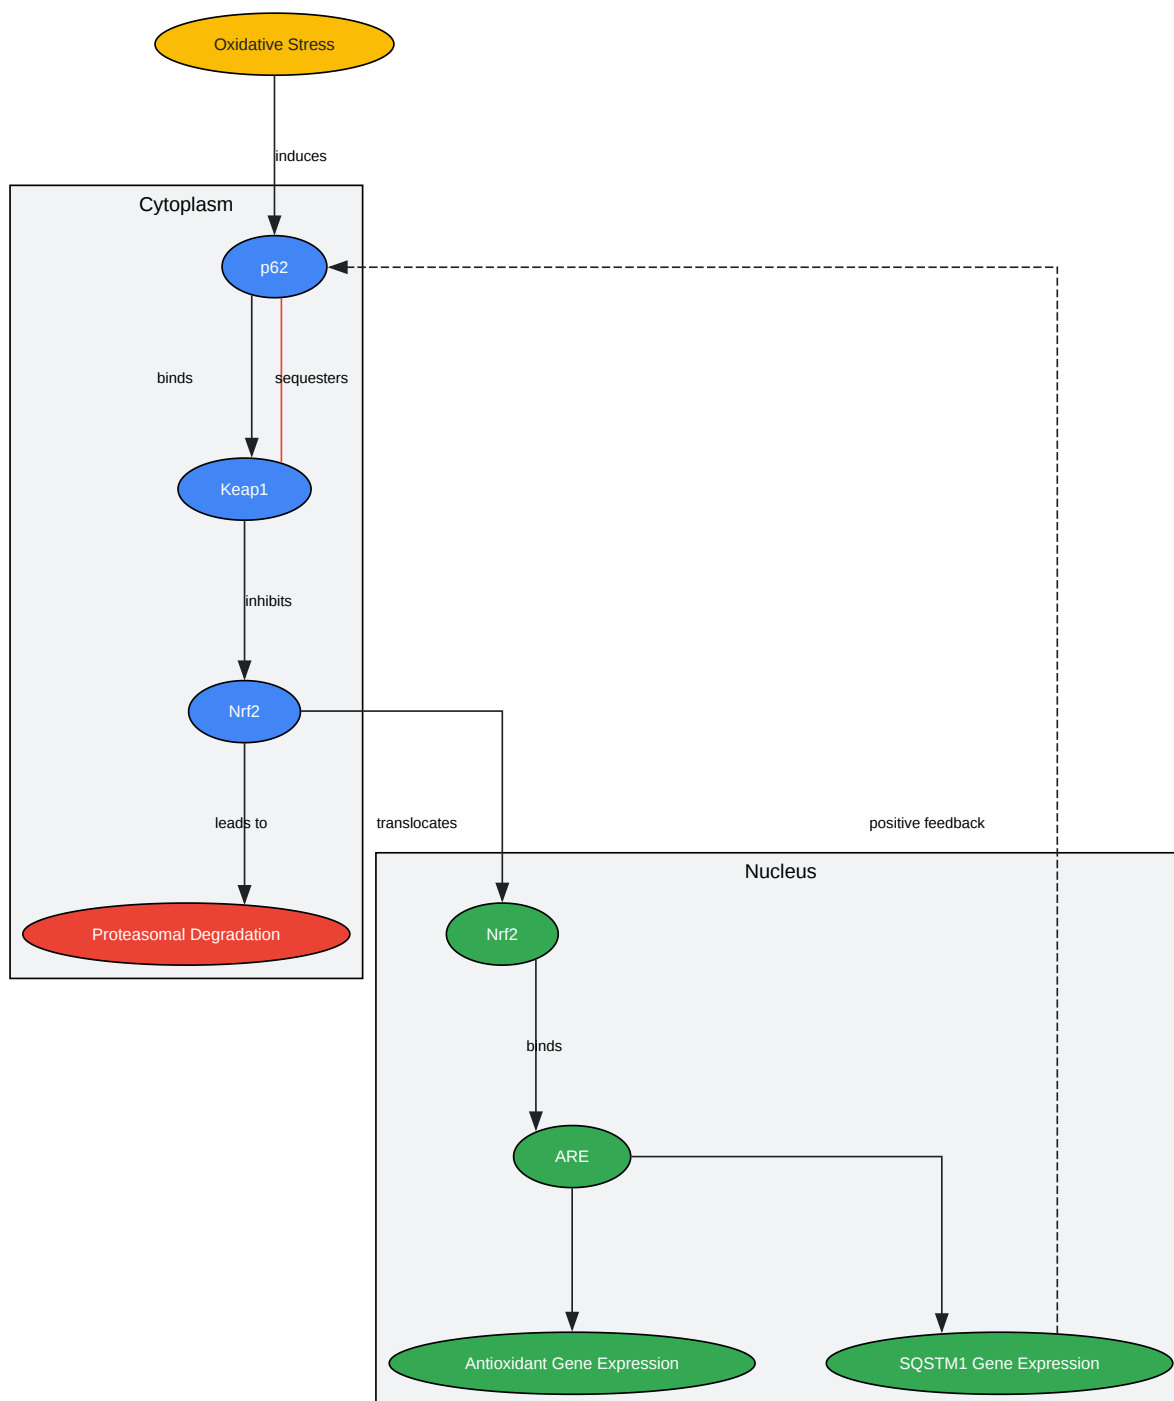 Oxidative Stress
induces
Cytoplasm
p62
binds
sequesters
Keap1
inhibits
Nrf2
leads to
translocates
positive feedback
Nucleus
Proteasomal Degradation
Nrf2
binds
ARE
Antioxidant Gene Expression
SQSTM1 Gene Expression